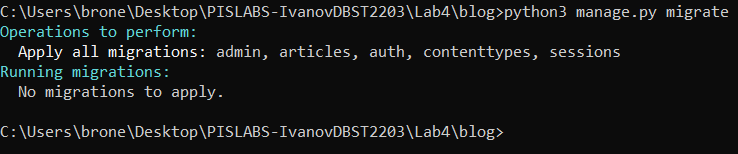 C:\Users\brone\Desktop\PISLABS-IvanovDBST2203\Lab4\blog>python3 manage.py migrate
Operations to perform:
  Apply all migrations: admin, articles, auth, contenttypes, sessions
Running migrations:
  No migrations to apply.
C:\Users\brone\Desktop\PISLABS-IvanovDBST2203\Lab4\blog>